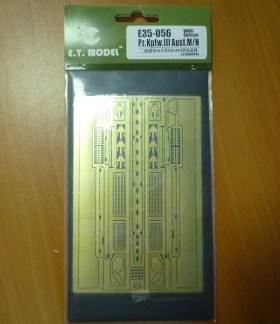 E.T. MODEL
E35-056
WWII
German
Pz.Kpfw.III Ausf.M/N